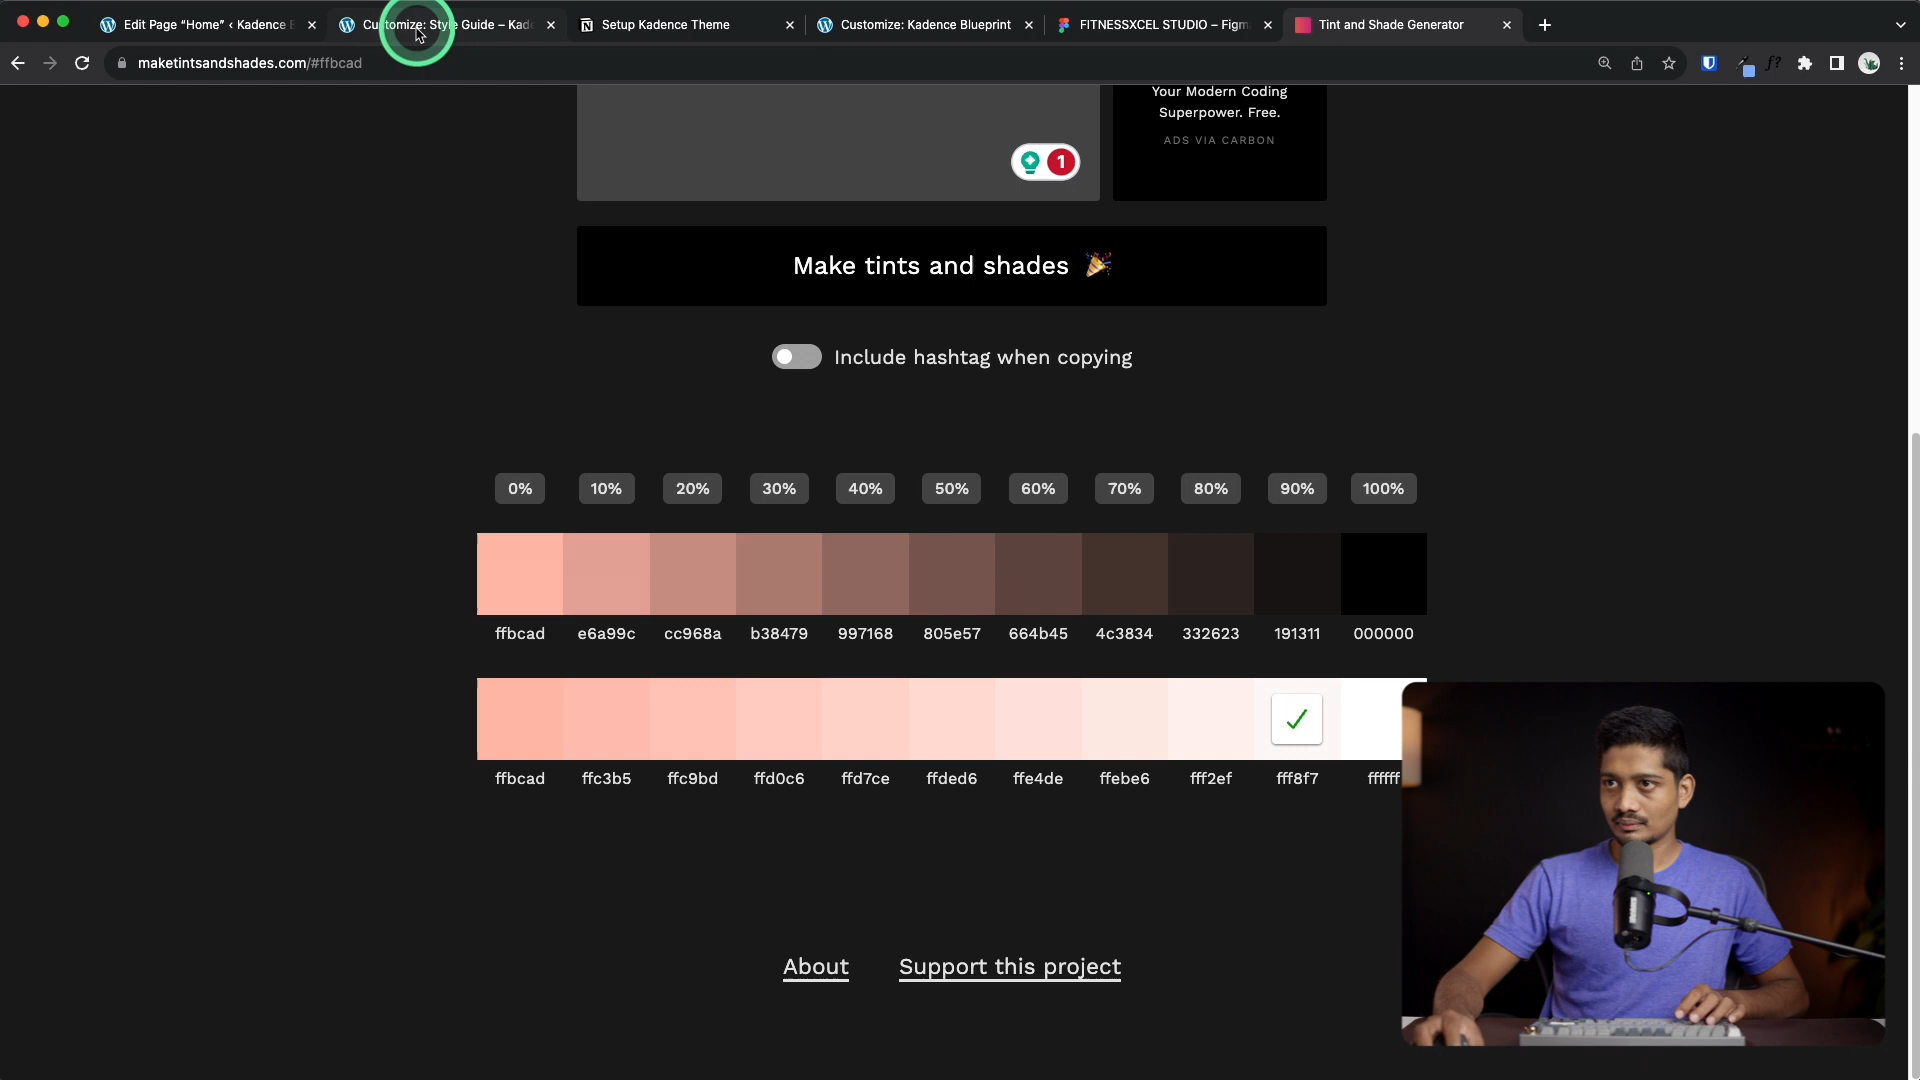 Edit Page “Home” ‹ Kadence B
Customize: Style Guide – Kade
Setup Kadence Theme
Customize: Kadence Blueprint
FITNESSXCEL STUDIO – Figm
Tint and Shade Generator
maketintsandshades.com/#ffbcad
f?
Your Modern Coding
Superpower. Free.
ADS VIA CARBON
1
Make tints and shades 🎉
Include hashtag when copying
0% 10% 20% 30% 40% 50% 60% 70% 80% 90% 100%
ffbcad e6a99c cc968a b38479 997168 805e57 664b45 4c3834 332623 191311 000000
ffbcad ffc3b5 ffc9bd ffd0c6 ffd7ce ffded6 ffe4de ffebe6 fff2ef fff8f7 ffffff
About Support this project